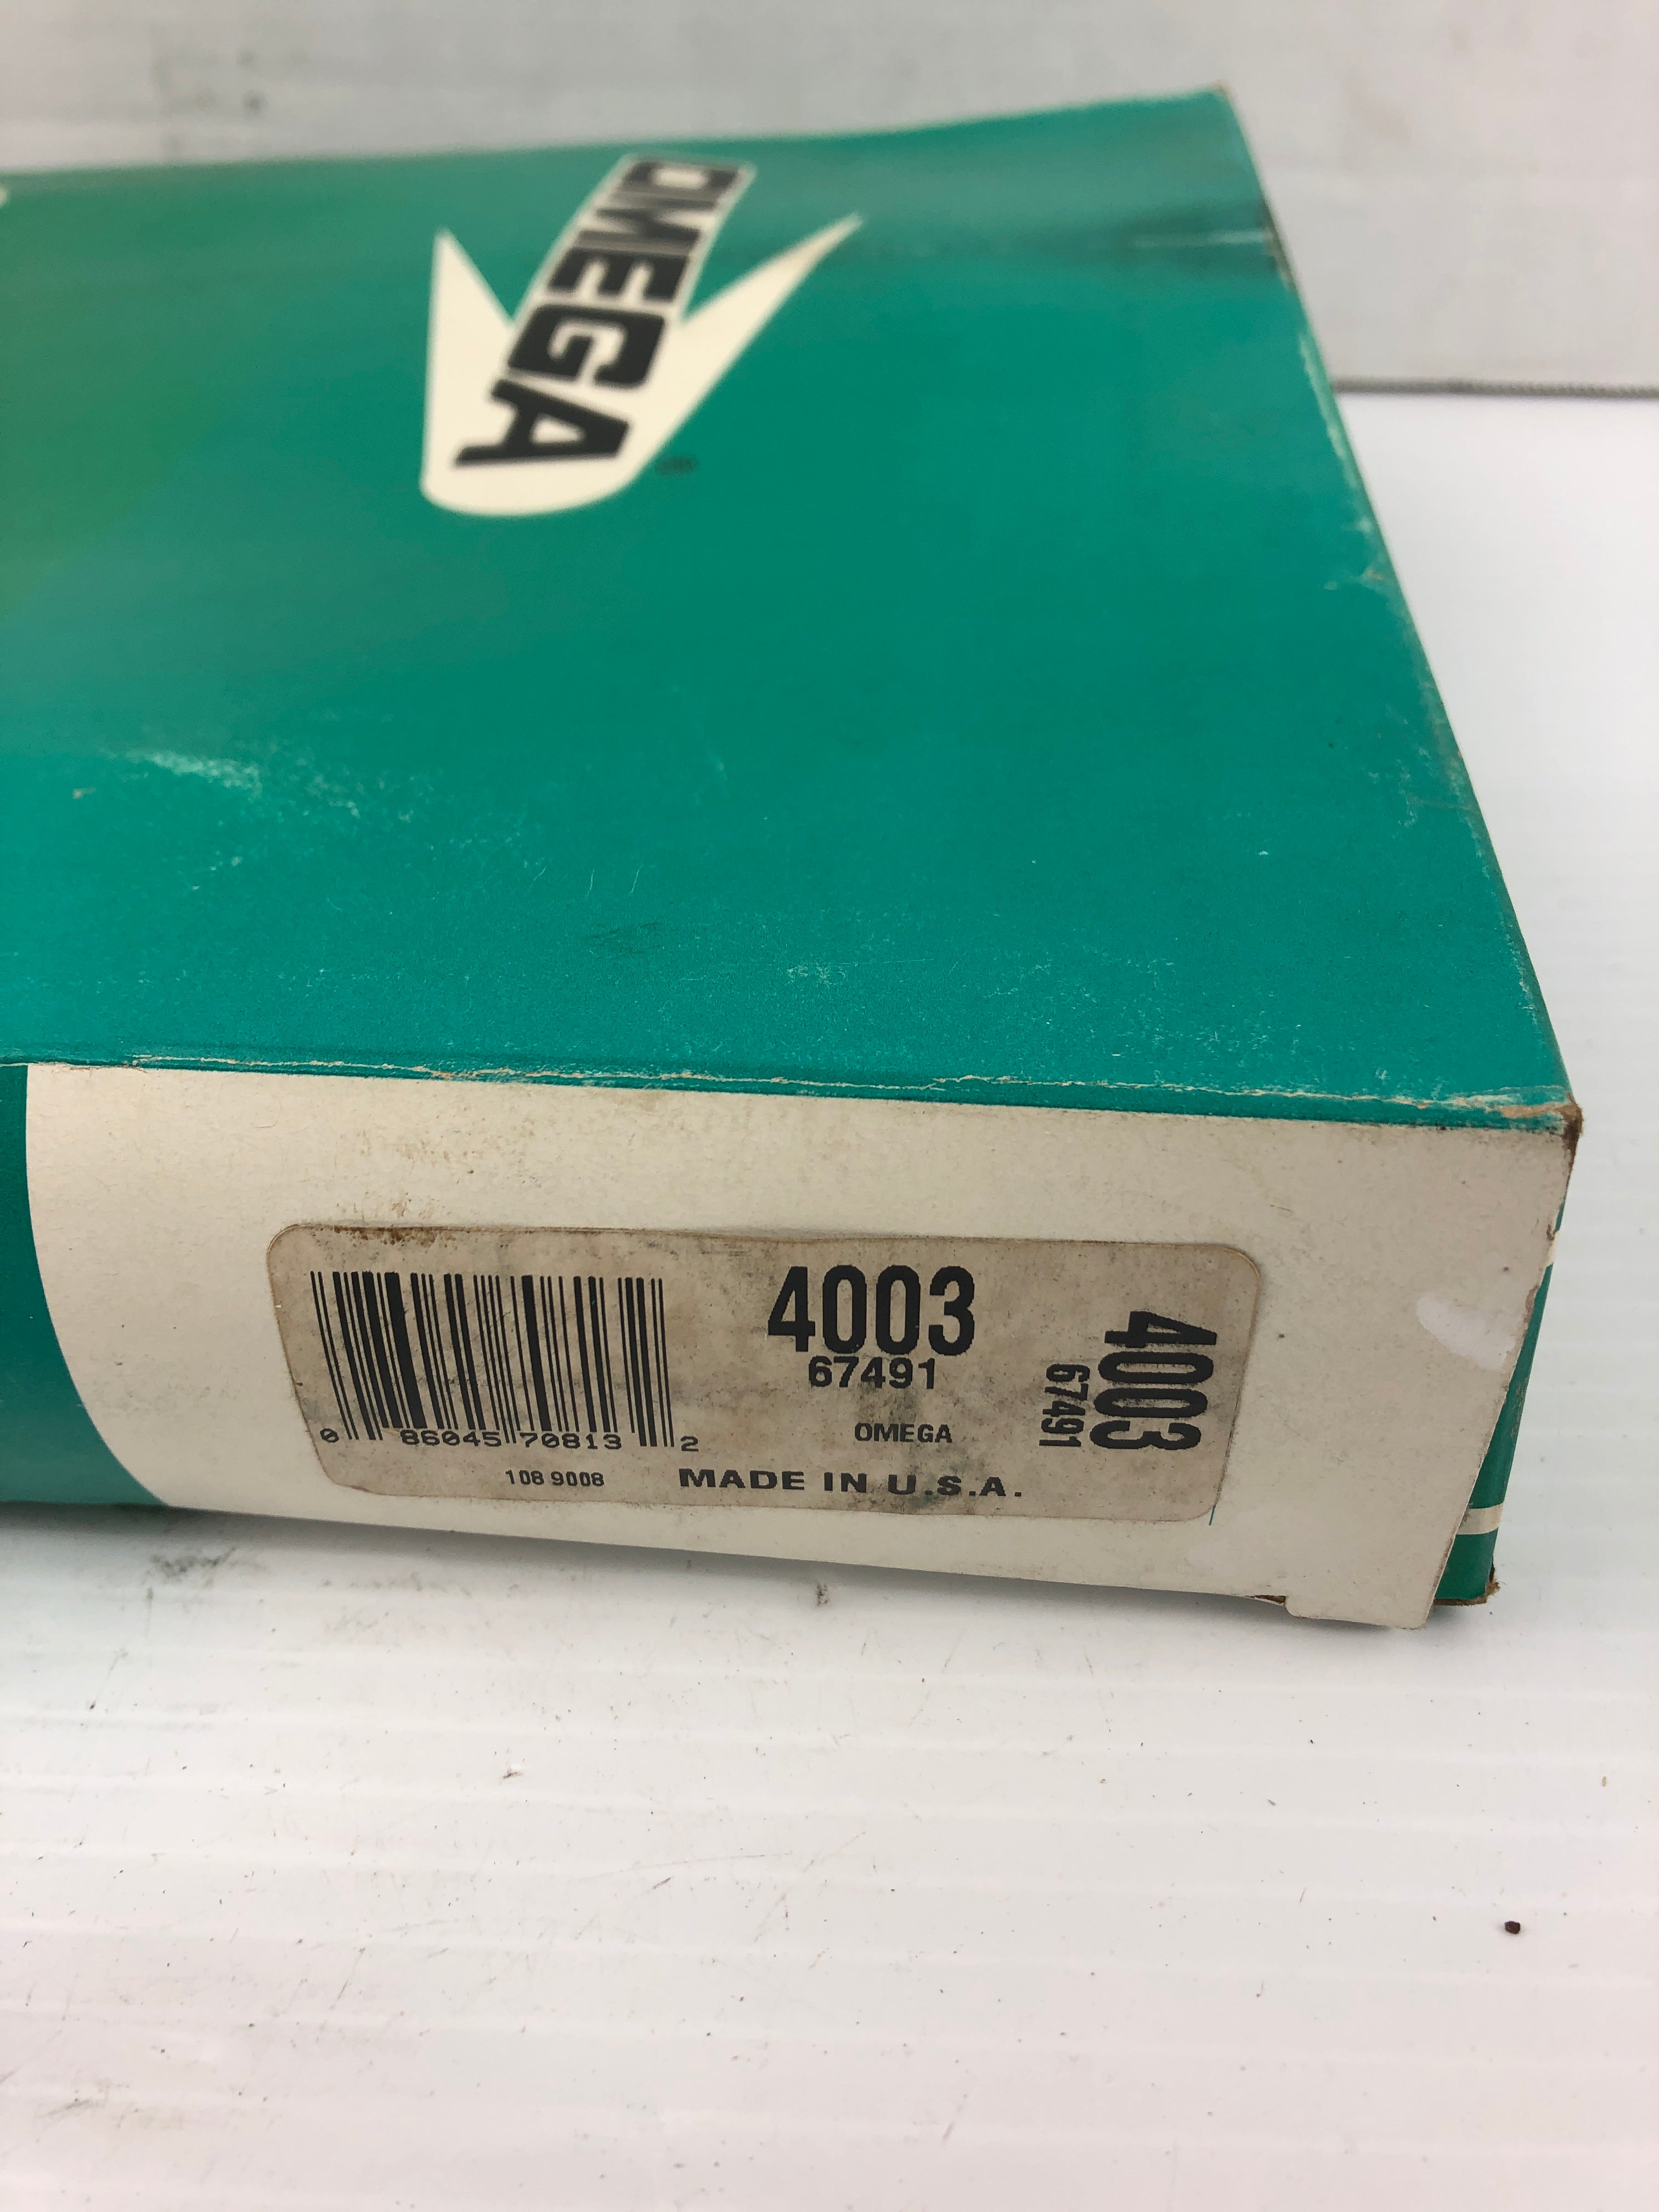 OMEGA
®
4003
67491
OMEGA
0 86045 70813 2
108 9008
MADE IN U.S.A.
4003
67491